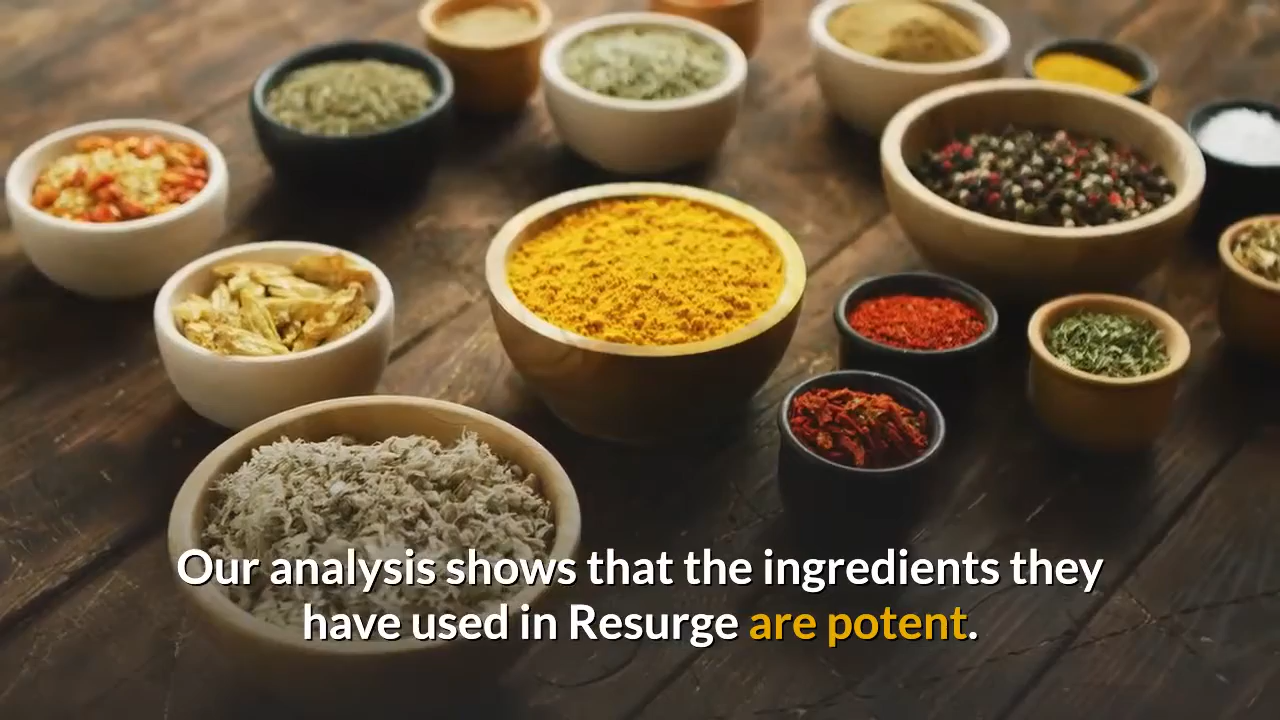 Our analysis shows that the ingredients they
have used in Resurge are potent.